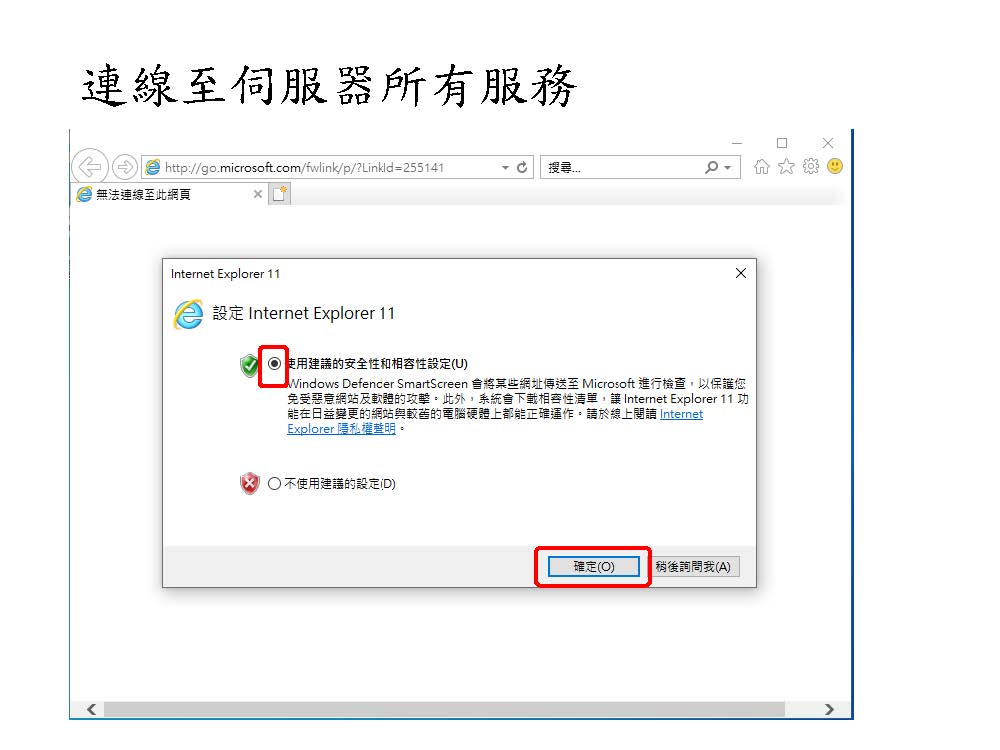 連線至伺服器所有服務
http://go.microsoft.com/fwlink/p/?LinkId=255141
搜尋...
無法連線至此網頁
Internet Explorer 11
設定 Internet Explorer 11
使用建議的安全性和相容性設定(U)
Windows Defender SmartScreen 會將某些網址傳送至 Microsoft 進行檢查，以保護您
免受惡意網站及軟體的攻擊。此外，系統會下載相容性清單，讓 Internet Explorer 11 功
能在日益變更的網站與較舊的電腦硬體上都能正確運作。請於線上閱讀 Internet
Explorer 隱私權聲明。
不使用建議的設定(D)
確定(O)
稍後詢問我(A)